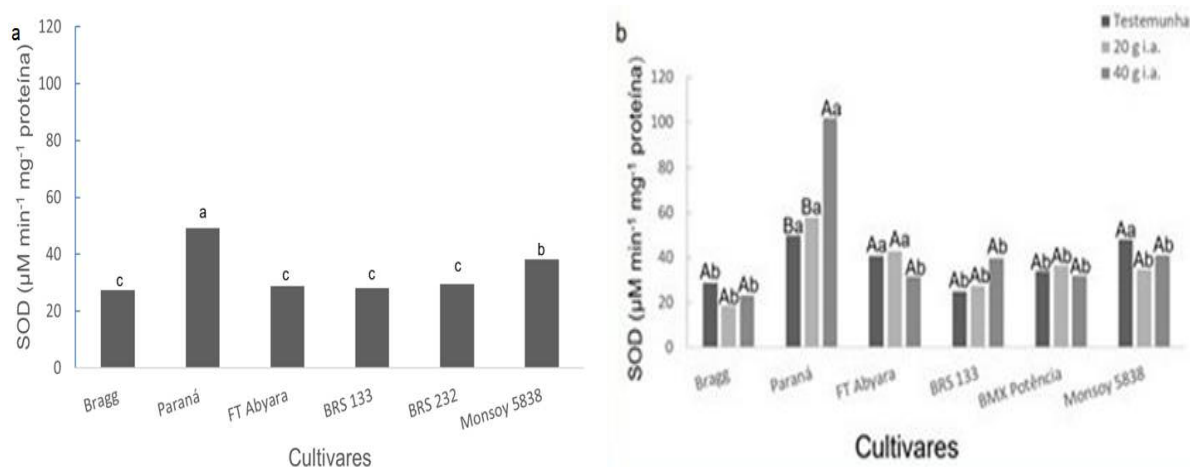 a
SOD (µM min⁻¹ mg⁻¹ proteína)
120
100
80
60
40
20
0
c
a
c
c
c
b
Bragg
Paraná
FT Abyara
BRS 133
BRS 232
Monsoy 5838
Cultivares
b
Testemunha
20 g i.a.
40 g i.a.
SOD (µM min⁻¹ mg⁻¹ proteína)
120
100
80
60
40
20
0
Ab
Ab
Ab
Ba
Ba
Aa
Aa
Aa
Ab
Ab
Ab
Ab
Ab
Ab
Ab
Aa
Ab
Ab
Bragg
Paraná
FT Abyara
BRS 133
BMX Potência
Monsoy 5838
Cultivares